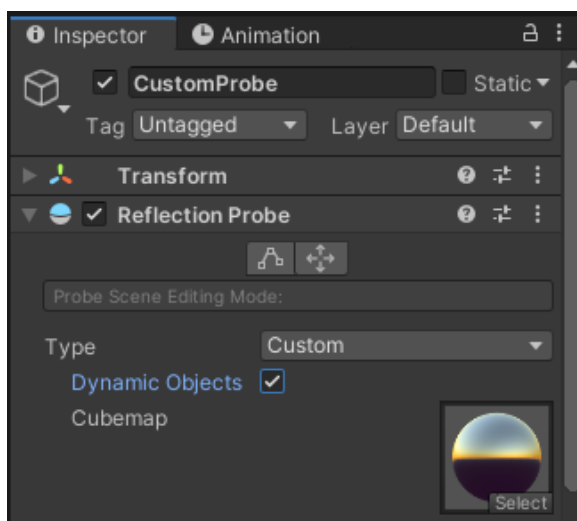 Inspector Animation
CustomProbe Static
Tag Untagged Layer Default
Transform
Reflection Probe
Probe Scene Editing Mode:
Type Custom
Dynamic Objects
Cubemap
Select